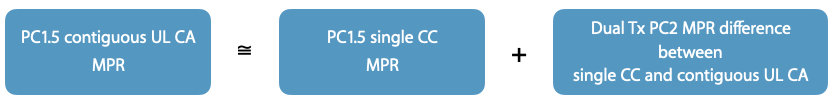 PC1.5 contiguous UL CA
MPR
≅
PC1.5 single CC
MPR
+
Dual Tx PC2 MPR difference
between
single CC and contiguous UL CA